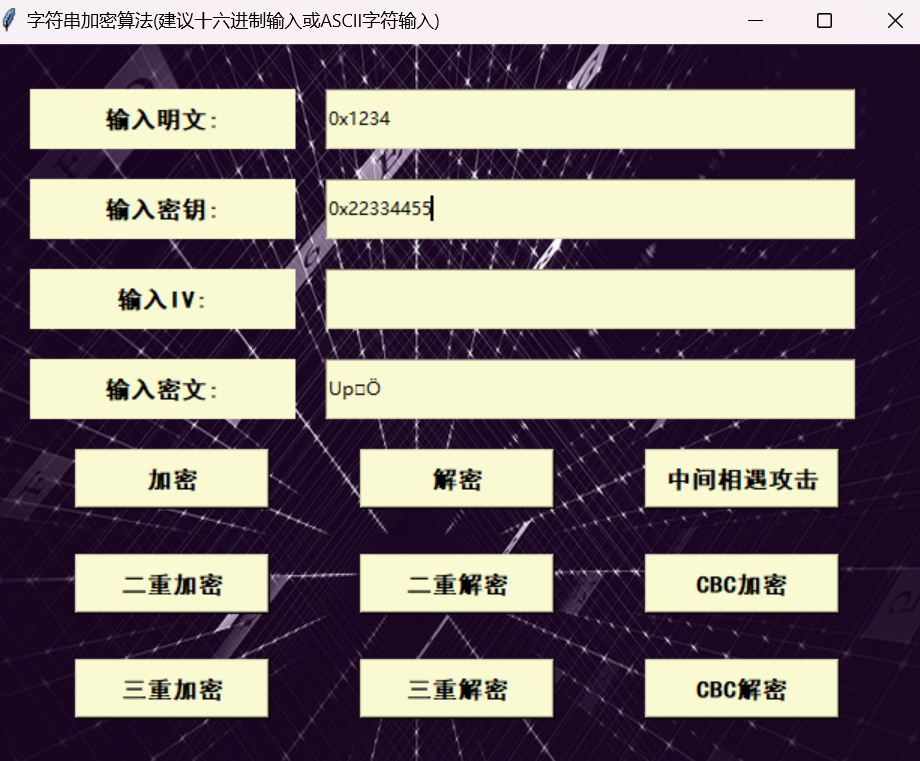 字符串加密算法(建议十六进制输入或ASCII字符输入)
输入明文:
0x1234
输入密钥:
0x22334455
输入IV:
输入密文:
Up□Ö
加密
解密
中间相遇攻击
二重加密
二重解密
CBC加密
三重加密
三重解密
CBC解密